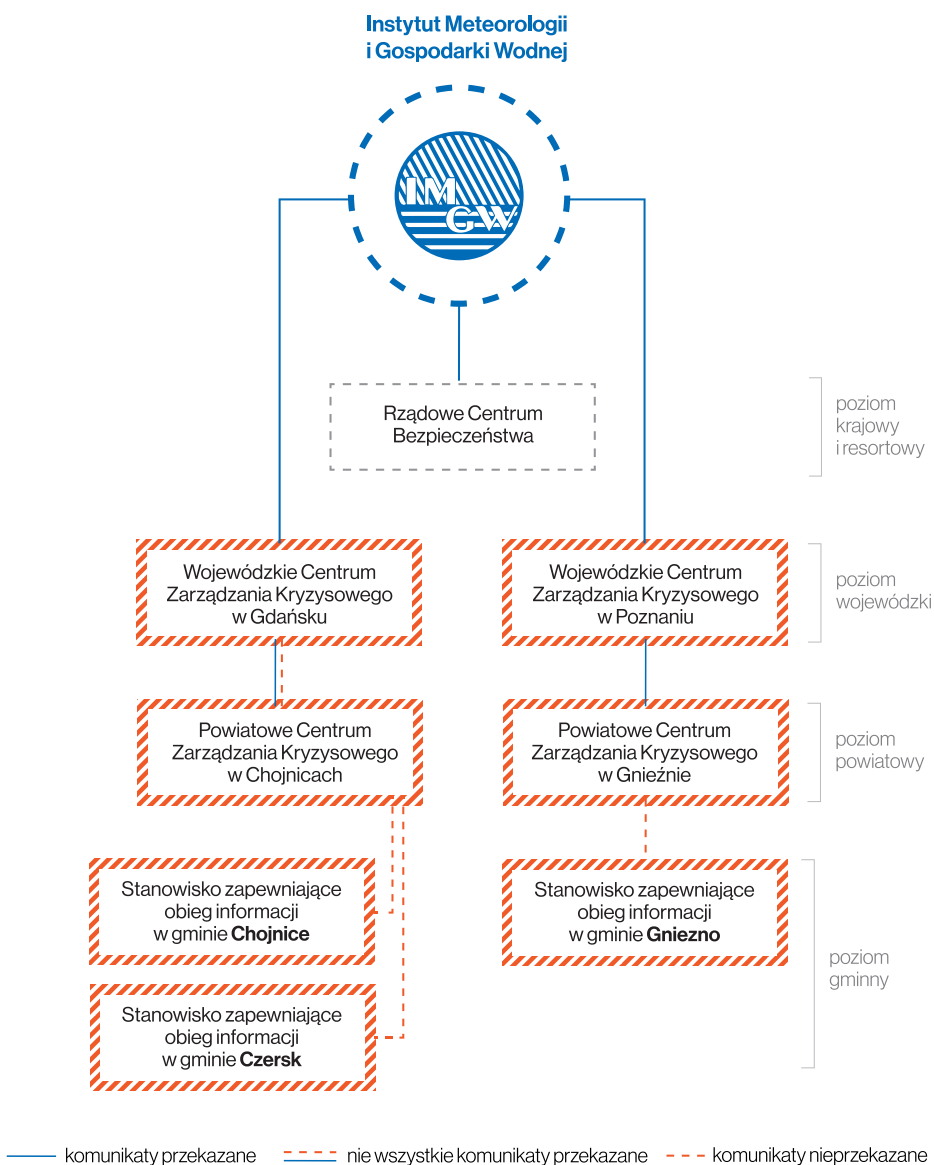 Instytut Meteorologii
i Gospodarki Wodnej
IM
GW
Rządowe Centrum
Bezpieczeństwa
poziom
krajowy
i resortowy
Wojewódzkie Centrum
Zarządzania Kryzysowego
w Gdańsku
Wojewódzkie Centrum
Zarządzania Kryzysowego
w Poznaniu
poziom
wojewódzki
Powiatowe Centrum
Zarządzania Kryzysowego
w Chojnicach
Powiatowe Centrum
Zarządzania Kryzysowego
w Gnieźnie
poziom
powiatowy
Stanowisko zapewniające
obieg informacji
w gminie Chojnice
Stanowisko zapewniające
obieg informacji
w gminie Gniezno
poziom
gminny
Stanowisko zapewniające
obieg informacji
w gminie Czersk
komunikaty przekazane
nie wszystkie komunikaty przekazane
komunikaty nieprzekazane